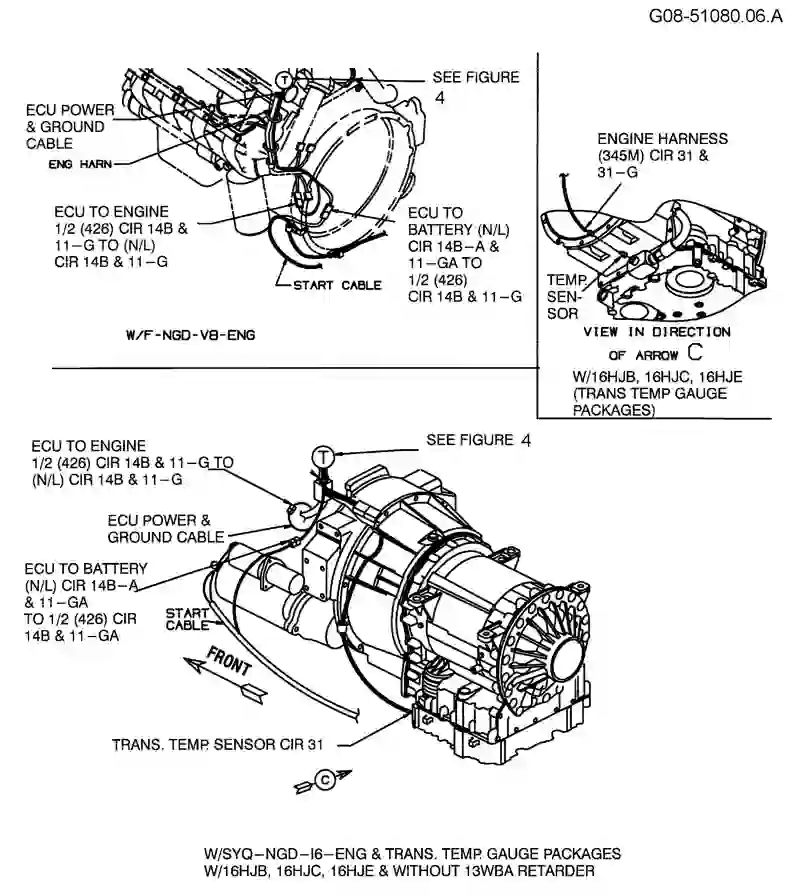 G08-51080.06.A
SEE FIGURE
4
T
ECU POWER
& GROUND
CABLE
ENG HARN
ECU TO ENGINE
1/2 (426) CIR 14B &
11-G TO (N/L)
CIR 14B & 11-G
ECU TO
BATTERY (N/L)
CIR 14B-A &
11-GA TO
1/2 (426)
CIR 14B & 11-G
START CABLE
W/F-NGD-V8-ENG
ENGINE HARNESS
(345M) CIR 31 &
31-G
TEMP.
SEN-
SOR
VIEW IN DIRECTION
OF ARROW C
W/16HJB, 16HJC, 16HJE
(TRANS TEMP GAUGE
PACKAGES)
ECU TO ENGINE
1/2 (426) CIR 14B & 11-G TO
(N/L) CIR 14B & 11-G
SEE FIGURE 4
T
ECU POWER &
GROUND CABLE
ECU TO BATTERY
(N/L) CIR 14B-A
& 11-GA
TO 1/2 (426) CIR
14B & 11-GA
START
CABLE
FRONT
TRANS. TEMP. SENSOR CIR 31
C
W/SYQ-NGD-I6-ENG & TRANS. TEMP. GAUGE PACKAGES
W/16HJB, 16HJC, 16HJE & WITHOUT 13WBA RETARDER